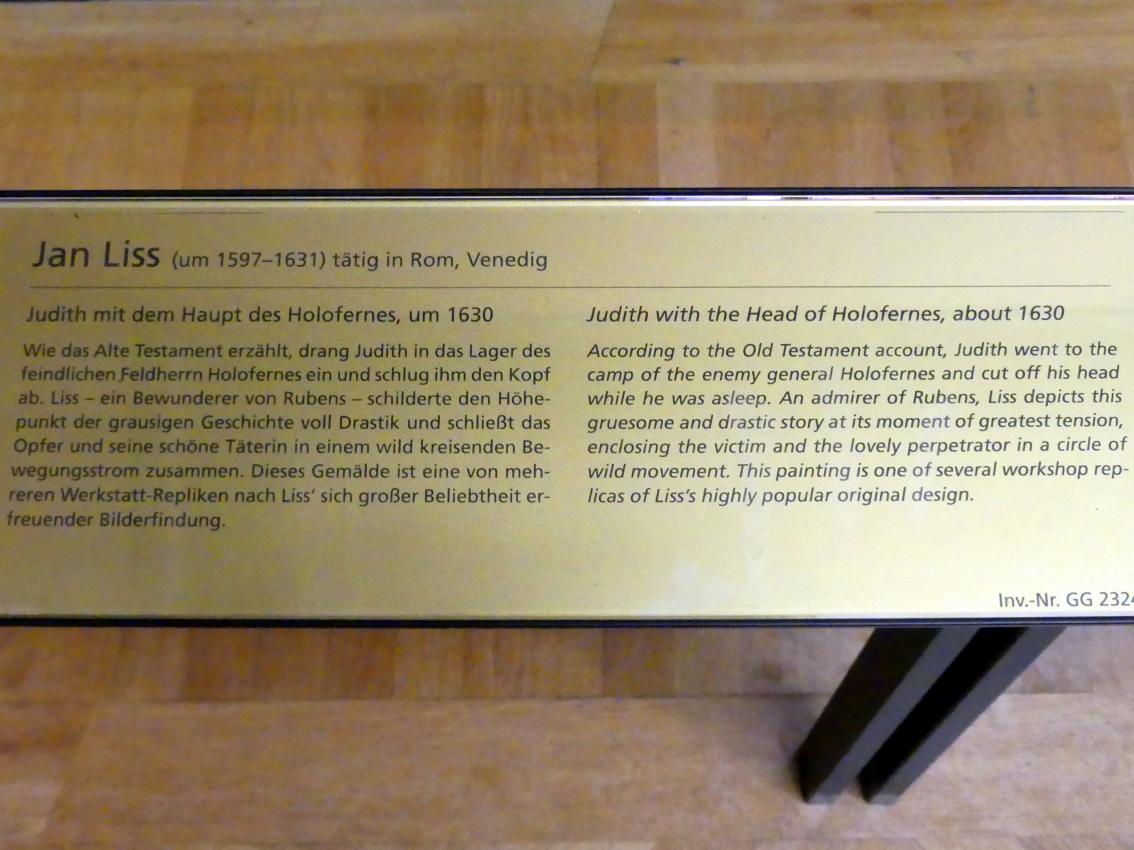 Jan Liss (um 1597–1631) tätig in Rom, Venedig
Judith mit dem Haupt des Holofernes, um 1630
Wie das Alte Testament erzählt, drang Judith in das Lager des
feindlichen Feldherrn Holofernes ein und schlug ihm den Kopf
ab. Liss – ein Bewunderer von Rubens – schilderte den Höhe-
punkt der grausigen Geschichte voll Drastik und schließt das
Opfer und seine schöne Täterin in einem wild kreisenden Be-
wegungsstrom zusammen. Dieses Gemälde ist eine von meh-
reren Werkstatt-Repliken nach Liss’ sich großer Beliebtheit er-
freuender Bilderfindung.
Judith with the Head of Holofernes, about 1630
According to the Old Testament account, Judith went to the
camp of the enemy general Holofernes and cut off his head
while he was asleep. An admirer of Rubens, Liss depicts this
gruesome and drastic story at its moment of greatest tension,
enclosing the victim and the lovely perpetrator in a circle of
wild movement. This painting is one of several workshop rep-
licas of Liss’s highly popular original design.
Inv.-Nr. GG 2324